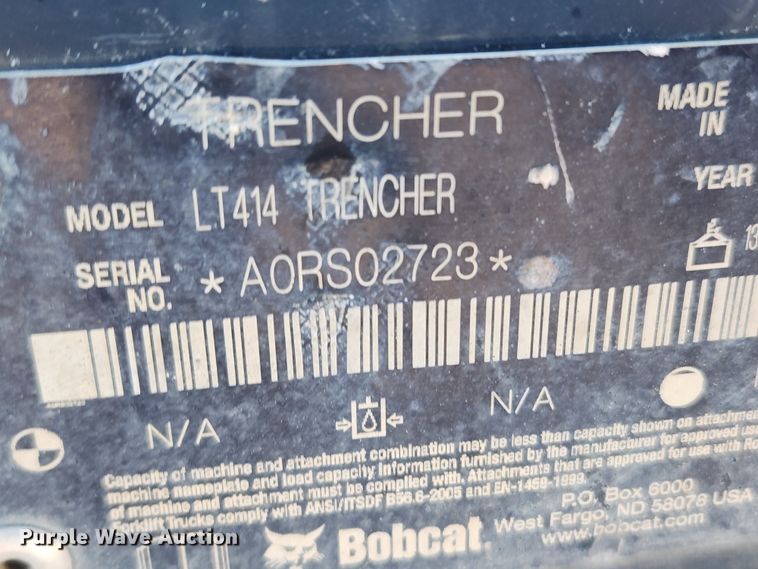 TRENCHER
MADE IN
MODEL LT414 TRENCHER
YEAR
SERIAL NO. *A0RS02723*
13
N/A
N/A
Capacity of machine and attachment combination may be less than capacity shown on attachment
machine nameplate and load capacity information furnished by the manufacturer for approved use
of machine and attachment must be complied with. Attachments that are approved for use with Ro
Forklift Trucks comply with ANSI/ITSDF B56.6-2005 and EN-1459-1999.
P.O. Box 6000
West Fargo, ND 58078 USA
Bobcat.
Purple Wave Auction